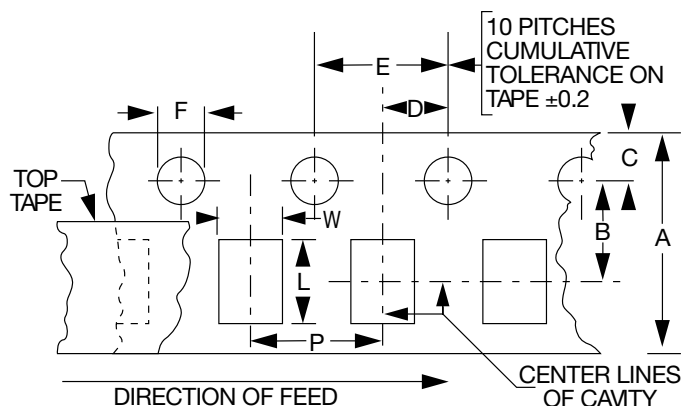 10 PITCHES
CUMULATIVE
TOLERANCE ON
TAPE ±0.2
E
D
F
C
TOP
TAPE
W
B
A
L
P
DIRECTION OF FEED
CENTER LINES
OF CAVITY